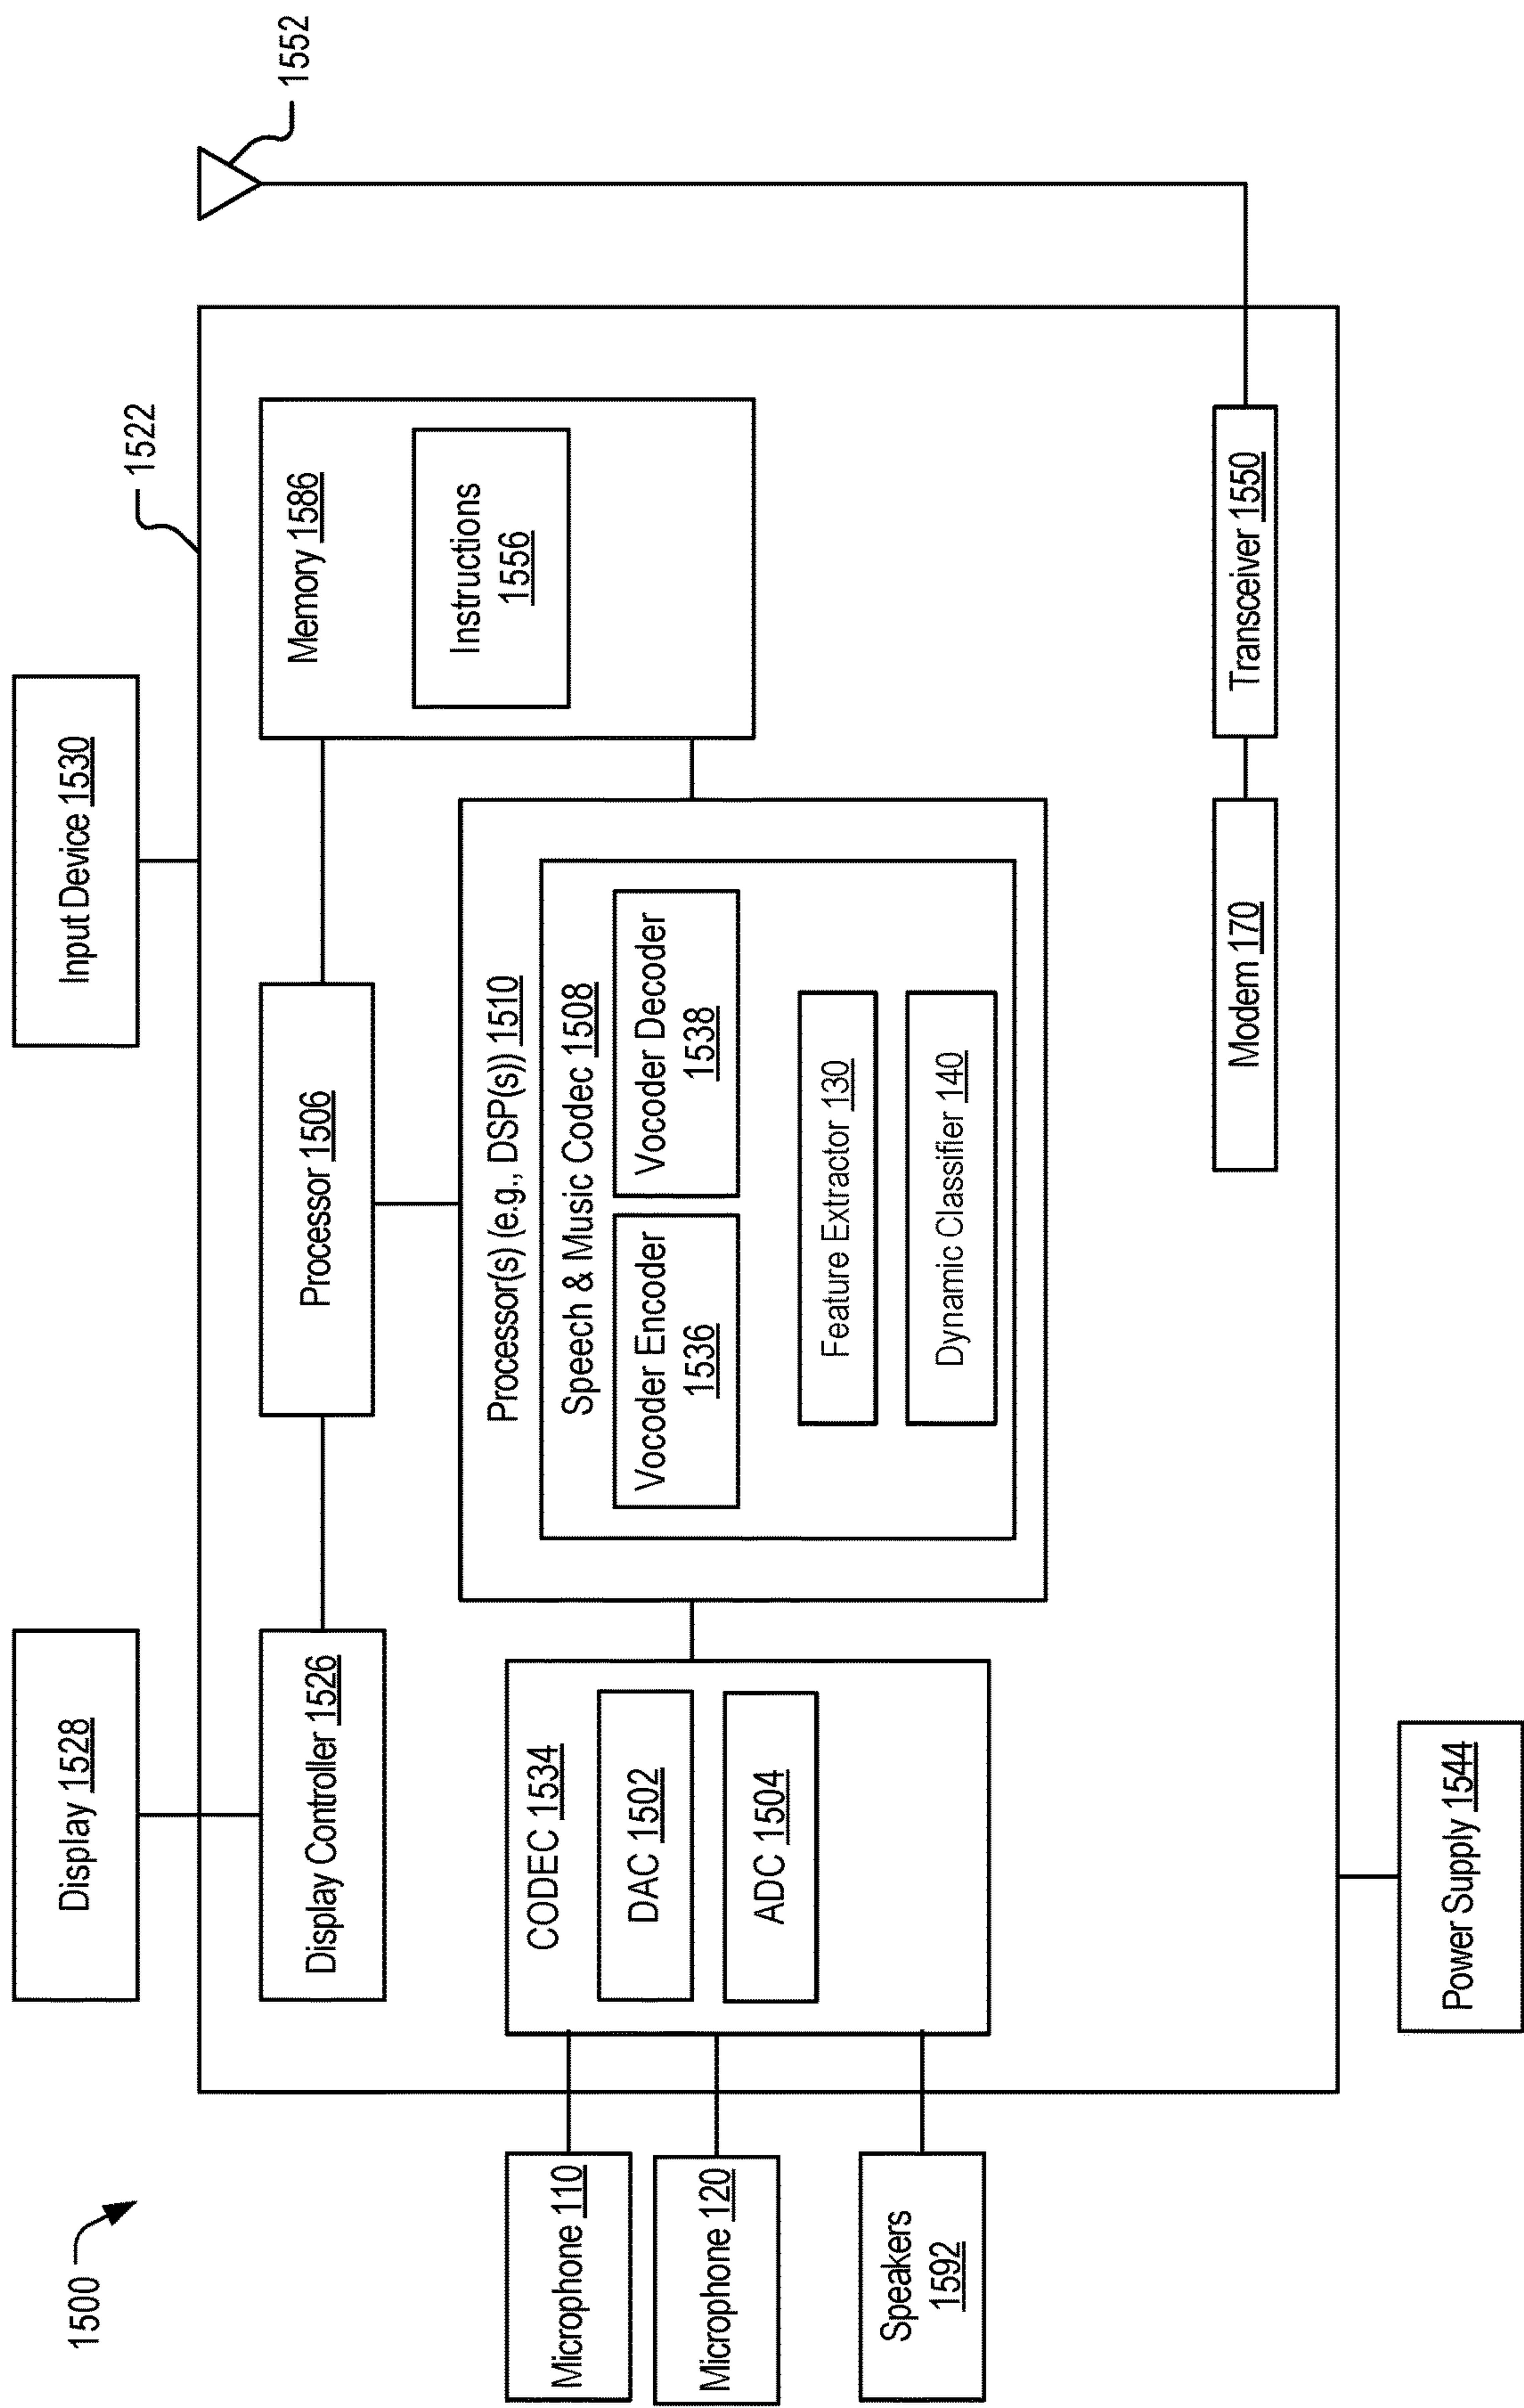 1500
Display 1528
Input Device 1530
1522
1552
Display Controller 1526
Processor 1506
Memory 1586
Instructions
1556
Processor(s) (e.g., DSP(s)) 1510
Speech & Music Codec 1508
Vocoder Encoder
1536
Vocoder Decoder
1538
Feature Extractor 130
Dynamic Classifier 140
CODEC 1534
DAC 1502
ADC 1504
Microphone 110
Microphone 120
Speakers
1592
Modem 170
Transceiver 1550
Power Supply 1544